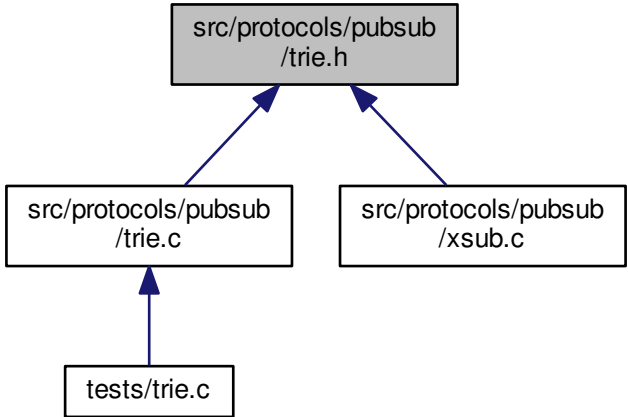 src/protocols/pubsub
/trie.h
src/protocols/pubsub
/trie.c
src/protocols/pubsub
/xsub.c
tests/trie.c